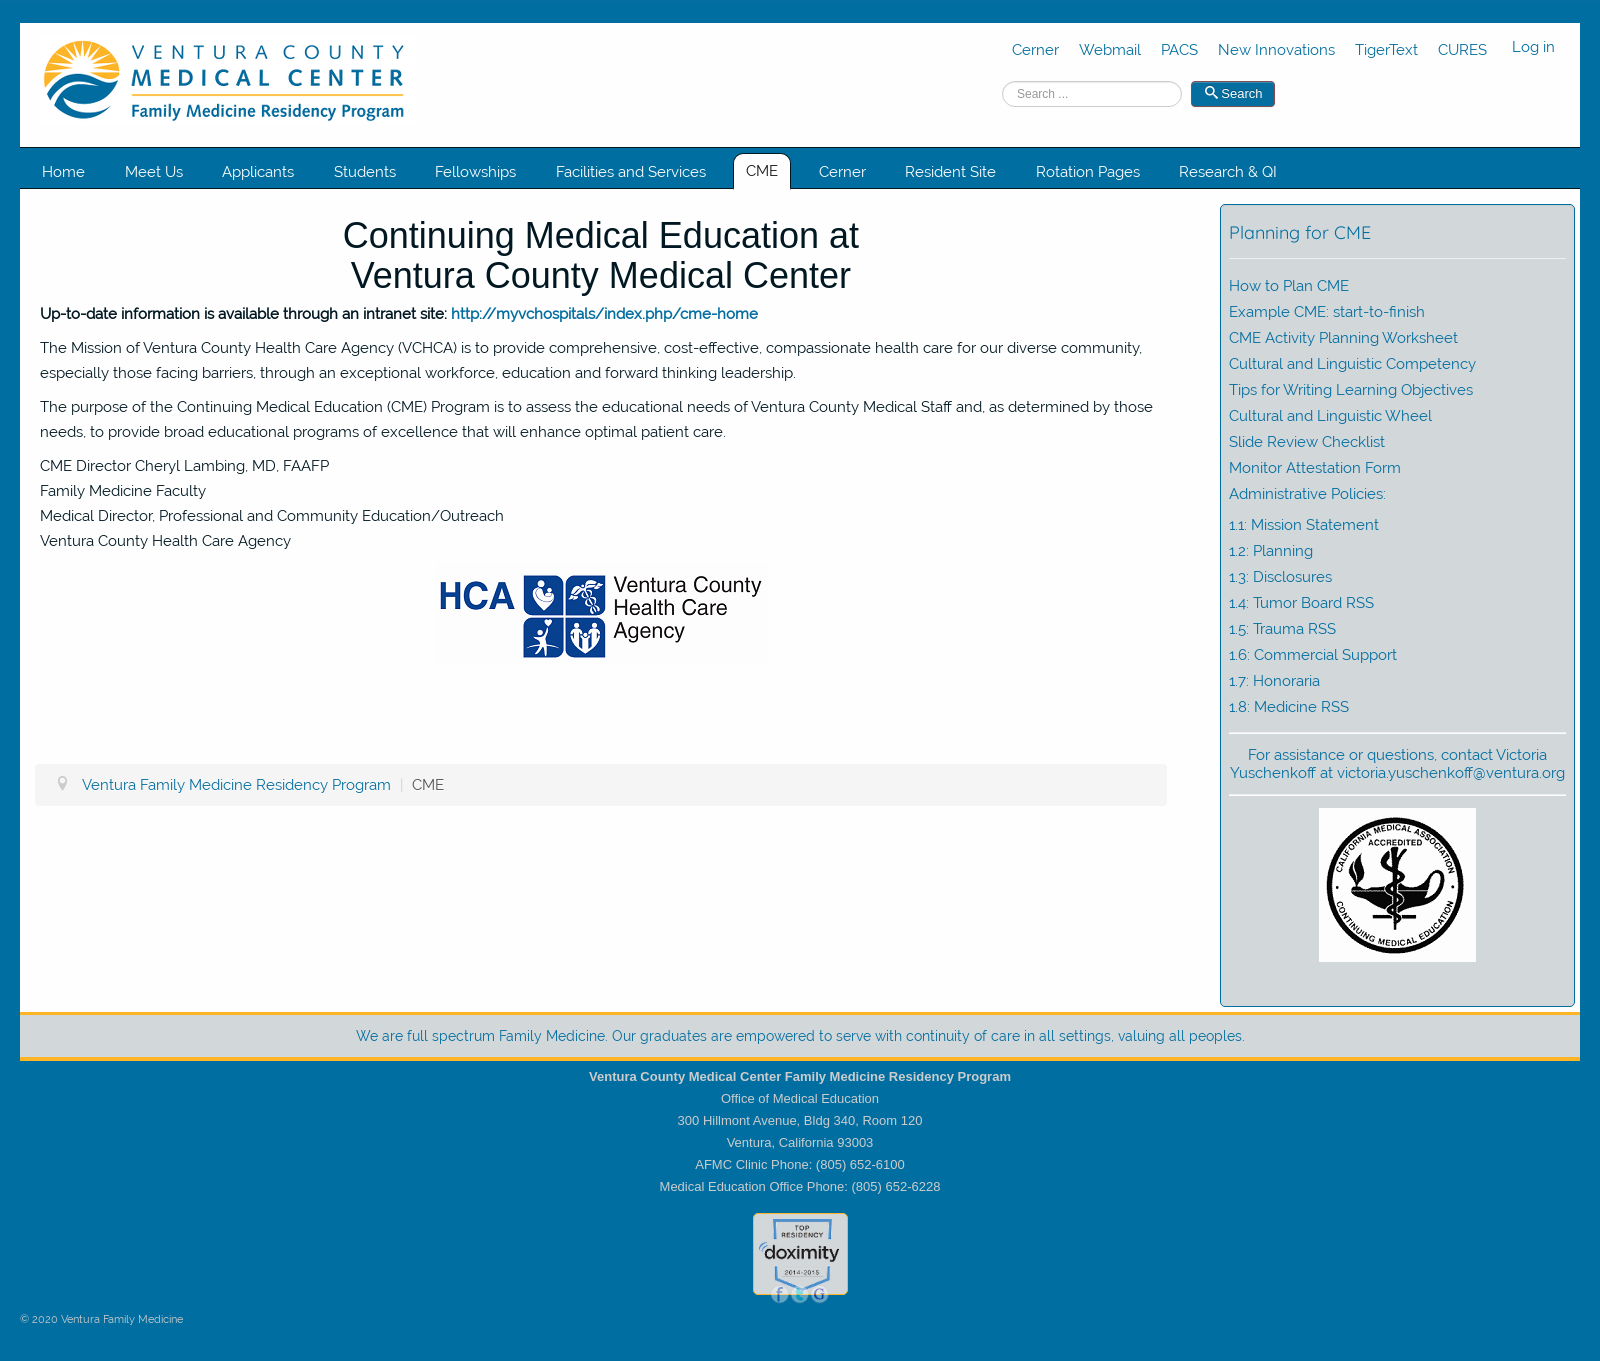 VENTURA COUNTY
MEDICAL CENTER
Family Medicine Residency Program
Cerner Webmail PACS New Innovations TigerText CURES Log in
Search ... Search
Home Meet Us Applicants Students Fellowships Facilities and Services CME Cerner Resident Site Rotation Pages Research & QI
Continuing Medical Education at
Ventura County Medical Center
Up-to-date information is available through an intranet site: http://myvchospitals/index.php/cme-home
The Mission of Ventura County Health Care Agency (VCHCA) is to provide comprehensive, cost-effective, compassionate health care for our diverse community,
especially those facing barriers, through an exceptional workforce, education and forward thinking leadership.
The purpose of the Continuing Medical Education (CME) Program is to assess the educational needs of Ventura County Medical Staff and, as determined by those
needs, to provide broad educational programs of excellence that will enhance optimal patient care.
CME Director Cheryl Lambing, MD, FAAFP
Family Medicine Faculty
Medical Director, Professional and Community Education/Outreach
Ventura County Health Care Agency
HCA
Ventura County
Health Care
Agency
Ventura Family Medicine Residency Program | CME
Planning for CME
How to Plan CME
Example CME: start-to-finish
CME Activity Planning Worksheet
Cultural and Linguistic Competency
Tips for Writing Learning Objectives
Cultural and Linguistic Wheel
Slide Review Checklist
Monitor Attestation Form
Administrative Policies:
1.1: Mission Statement
1.2: Planning
1.3: Disclosures
1.4: Tumor Board RSS
1.5: Trauma RSS
1.6: Commercial Support
1.7: Honoraria
1.8: Medicine RSS
For assistance or questions, contact Victoria
Yuschenkoff at victoria.yuschenkoff@ventura.org
CALIFORNIA MEDICAL ASSOCIATION
ACCREDITED
CONTINUING MEDICAL EDUCATION
We are full spectrum Family Medicine. Our graduates are empowered to serve with continuity of care in all settings, valuing all peoples.
Ventura County Medical Center Family Medicine Residency Program
Office of Medical Education
300 Hillmont Avenue, Bldg 340, Room 120
Ventura, California 93003
AFMC Clinic Phone: (805) 652-6100
Medical Education Office Phone: (805) 652-6228
TOP
RESIDENCY
doximity
2014-2015
f t G
© 2020 Ventura Family Medicine